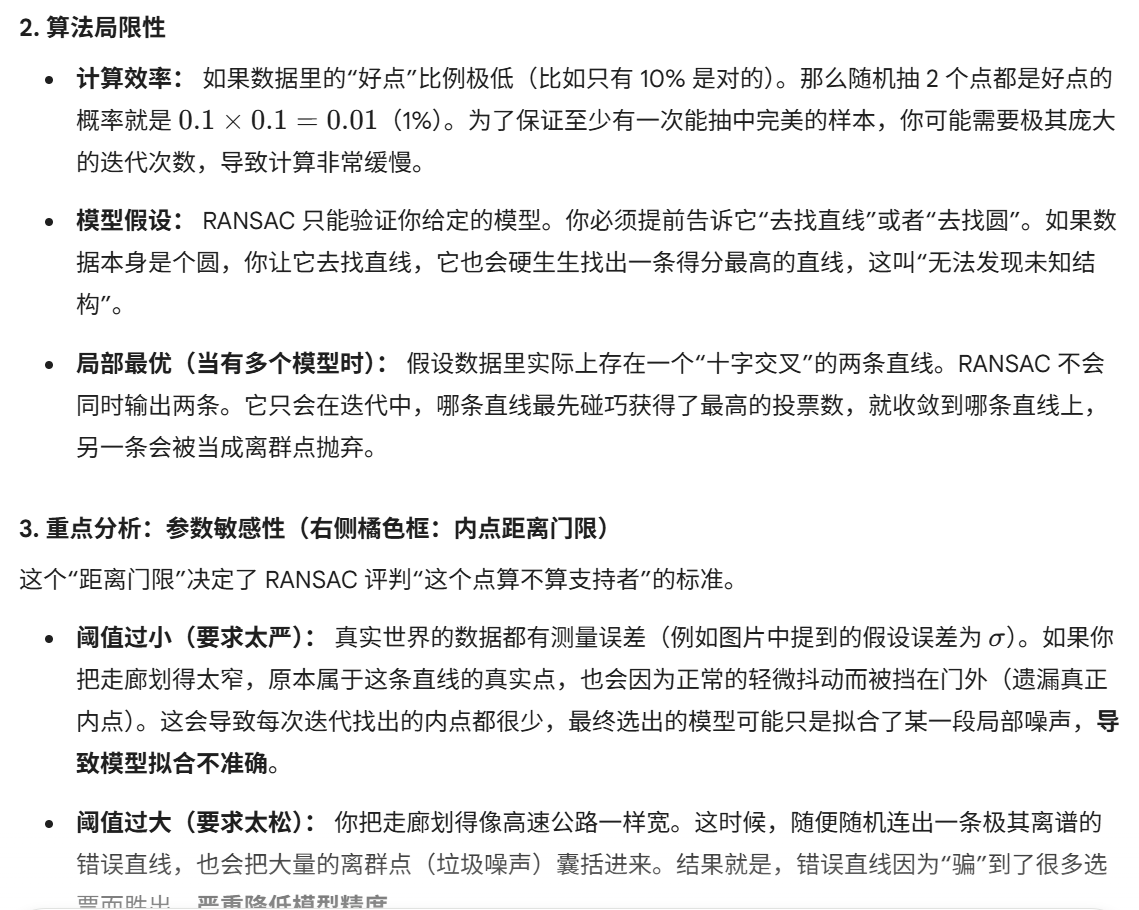 2. 算法局限性
• 计算效率： 如果数据里的“好点”比例极低（比如只有 10% 是对的）。那么随机抽 2 个点都是好点的
概率就是 0.1 × 0.1 = 0.01（1%）。为了保证至少有一次能抽中完美的样本，你可能需要极其庞大
的迭代次数，导致计算非常缓慢。
• 模型假设： RANSAC 只能验证你给定的模型。你必须提前告诉它“去找直线”或者“去找圆”。如果数
据本身是个圆，你让它去找直线，它也会硬生生找出一条得分最高的直线，这叫“无法发现未知结
构”。
• 局部最优（当有多个模型时）： 假设数据里实际上存在一个“十字交叉”的两条直线。RANSAC 不会
同时输出两条。它只会在迭代中，哪条直线最先碰巧获得了最高的投票数，就收敛到哪条直线上，
另一条会被当成离群点抛弃。
3. 重点分析：参数敏感性（右侧橘色框：内点距离门限）
这个“距离门限”决定了 RANSAC 评判“这个点算不算支持者”的标准。
• 阈值过小（要求太严）： 真实世界的数据都有测量误差（例如图片中提到的假设误差为 σ）。如果你
把走廊划得太窄，原本属于这条直线的真实点，也会因为正常的轻微抖动而被挡在门外（遗漏真正
内点）。这会导致每次迭代找出的内点都很少，最终选出的模型可能只是拟合了某一段局部噪声，导
致模型拟合不准确。
• 阈值过大（要求太松）： 你把走廊划得像高速公路一样宽。这时候，随便随机连出一条极其离谱的
错误直线，也会把大量的离群点（垃圾噪声）囊括进来。结果就是，错误直线因为“骗”到了很多选
票而胜出，严重降低模型精度